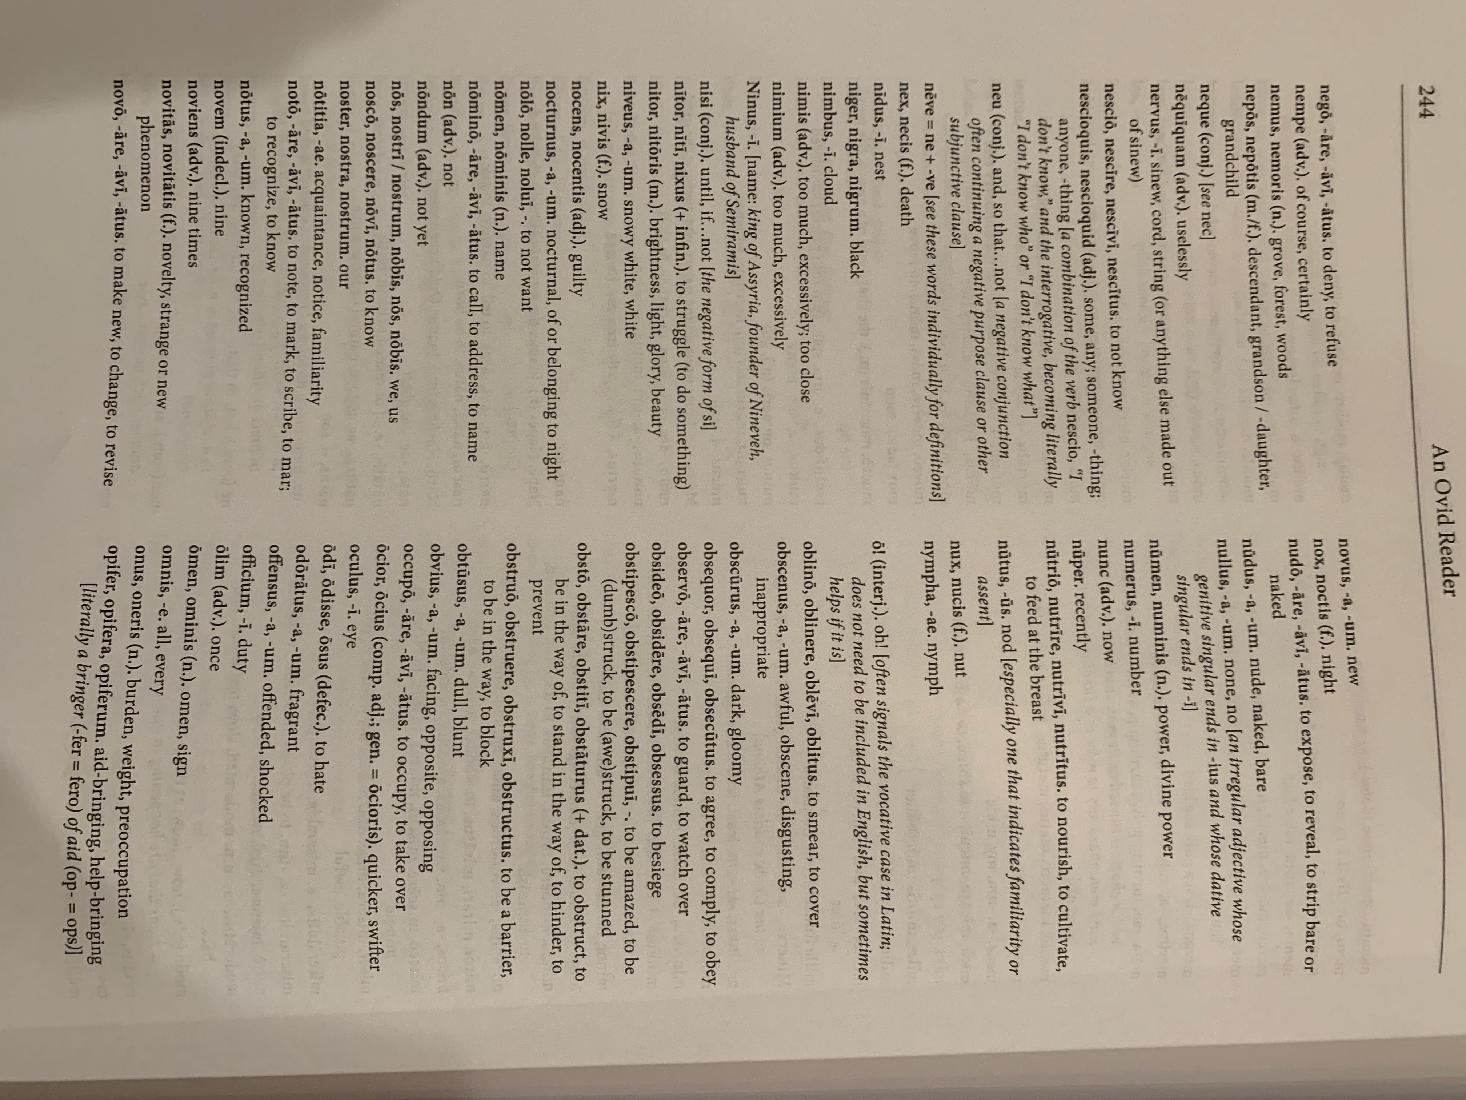 244
An Ovid Reader
negō, -āre, -āvī, -ātus. to deny, to refuse
nempe (adv.). of course, certainly
nemus, nemoris (n.). grove, forest, woods
nepōs, nepōtis (m./f.). descendant, grandson / -daughter,
grandchild
neque (conj.) [see nec]
nēquīquam (adv.). uselessly
nervus, -ī. sinew, cord, string (or anything else made out
of sinew)
nesciō, nescīre, nescīvī, nescītus. to not know
nescioquis, nescioquid (adj.). some, any; someone, -thing;
anyone, -thing [a combination of the verb nescio, “I
don’t know,” and the interrogative, becoming literally
“I don’t know who” or “I don’t know what”]
neu (conj.). and, so that…not [a negative conjunction
often continuing a negative purpose clause or other
subjunctive clause]
nēve = ne + -ve [see these words individually for definitions]
nex, necis (f.). death
nīdus, -ī. nest
niger, nigra, nigrum. black
nimbus, -ī. cloud
nimis (adv.). too much, excessively; too close
nimium (adv.). too much, excessively
Ninus, -ī. [name: king of Assyria, founder of Nineveh,
husband of Semiramis]
nisi (conj.). until, if…not [the negative form of si]
nītor, nītī, nixus (+ infin.). to struggle (to do something)
nitor, nitōris (m.). brightness, light, glory, beauty
niveus, -a, -um. snowy white, white
nix, nivis (f.). snow
nocens, nocentis (adj.). guilty
nocturnus, -a, -um. nocturnal, of or belonging to night
nōlō, nolle, noluī, -. to not want
nōmen, nōminis (n.). name
nōminō, -āre, -āvī, -ātus. to call, to address, to name
nōn (adv.). not
nōndum (adv.). not yet
nōs, nostrī / nostrum, nōbīs, nōs, nōbīs. we, us
noscō, noscere, nōvī, nōtus. to know
noster, nostra, nostrum. our
nōtitia, -ae. acquaintance, notice, familiarity
notō, -āre, -āvī, -ātus. to note, to mark, to scribe, to mar;
to recognize, to know
nōtus, -a, -um. known, recognized
novem (indecl.). nine
noviens (adv.). nine times
novitās, novitātis (f.). novelty, strange or new
phenomenon
novō, -āre, -āvī, -ātus. to make new, to change, to revise
novus, -a, -um. new
nox, noctis (f.). night
nudō, -āre, -āvī, -ātus. to expose, to reveal, to strip bare or
naked
nūdus, -a, -um. nude, naked, bare
nullus, -a, -um. none, no [an irregular adjective whose
genitive singular ends in -ius and whose dative
singular ends in -ī]
nūmen, numinis (n.). power, divine power
numerus, -ī. number
nunc (adv.). now
nūper. recently
nūtriō, nutrīre, nutrīvī, nutrītus. to nourish, to cultivate,
to feed at the breast
nūtus, -ūs. nod [especially one that indicates familiarity or
assent]
nux, nucis (f.). nut
nympha, -ae. nymph
ō! (interj.). oh! [often signals the vocative case in Latin;
does not need to be included in English, but sometimes
helps if it is]
oblinō, oblinere, oblēvī, oblitus. to smear, to cover
obscenus, -a, -um. awful, obscene, disgusting,
inappropriate
obscūrus, -a, -um. dark, gloomy
obsequor, obsequī, obsecūtus. to agree, to comply, to obey
observō, -āre, -āvī, -ātus. to guard, to watch over
obsideō, obsidēre, obsēdī, obsessus. to besiege
obstipescō, obstipescere, obstipuī, -. to be amazed, to be
(dumb)struck, to be (awe)struck, to be stunned
obstō, obstāre, obstitī, obstāturus (+ dat.). to obstruct, to
be in the way of, to stand in the way of, to hinder, to
prevent
obstruō, obstruere, obstruxī, obstructus. to be a barrier,
to be in the way, to block
obtūsus, -a, -um. dull, blunt
obvius, -a, -um. facing, opposite, opposing
occupō, -āre, -āvī, -ātus. to occupy, to take over
ōcior, ōcius (comp. adj.; gen. = ōcioris). quicker, swifter
oculus, -ī. eye
ōdī, ōdisse, ōsus (defec.). to hate
odorātus, -a, -um. fragrant
offensus, -a, -um. offended, shocked
officium, -ī. duty
ōlim (adv.). once
ōmen, ominis (n.). omen, sign
omnis, -e. all, every
onus, oneris (n.). burden, weight, preoccupation
opifer, opifera, opiferum. aid-bringing, help-bringing
[literally a bringer (-fer = fero) of aid (op- = ops)]